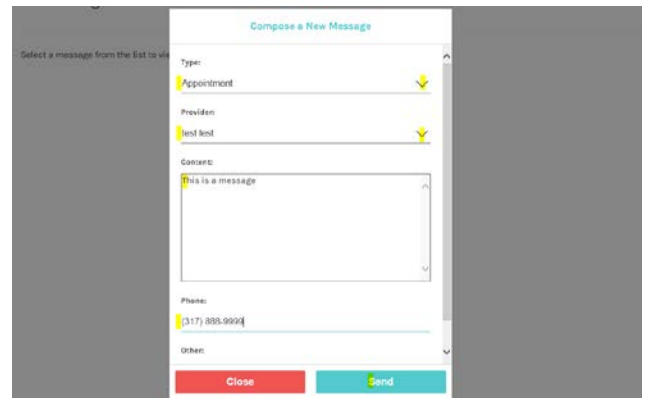 Compose a New Message
Select a message from the list to vie
Type:
Appointment
Provider:
test test
Content:
This is a message
Phone:
(317) 888-9999
Other:
Close
Send